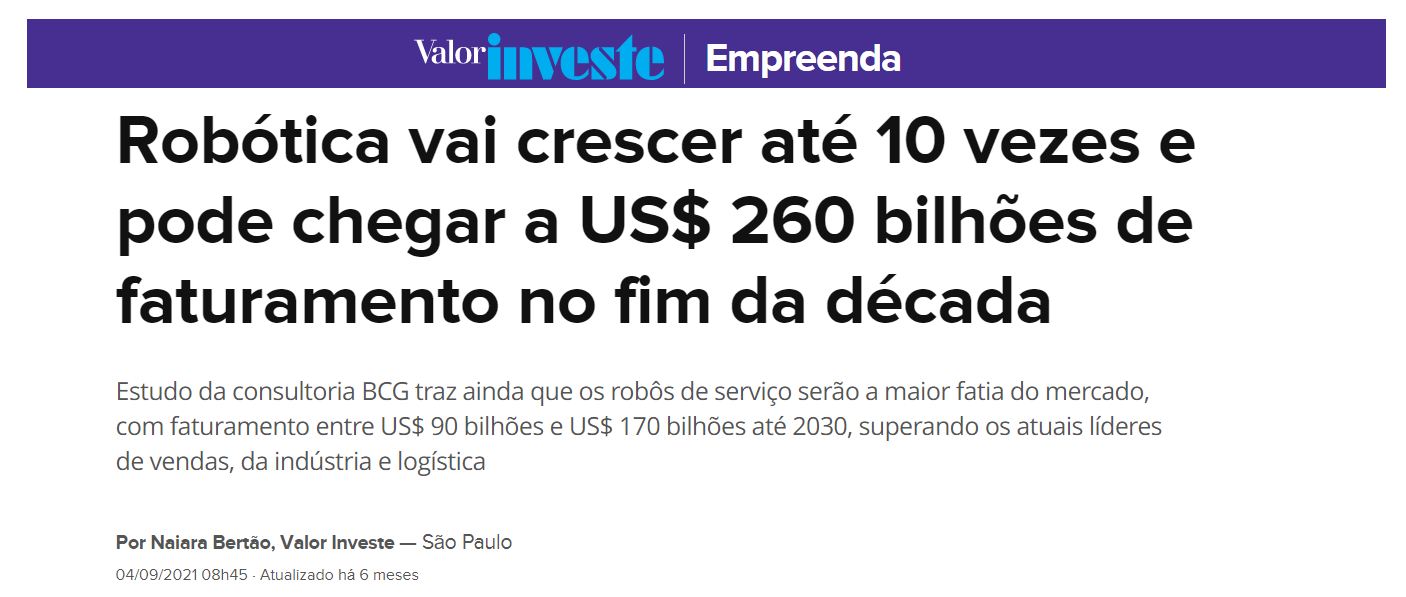 Valor investe | Empreenda
Robótica vai crescer até 10 vezes e
pode chegar a US$ 260 bilhões de
faturamento no fim da década
Estudo da consultoria BCG traz ainda que os robôs de serviço serão a maior fatia do mercado,
com faturamento entre US$ 90 bilhões e US$ 170 bilhões até 2030, superando os atuais líderes
de vendas, da indústria e logística
Por Naiara Bertão, Valor Investe — São Paulo
04/09/2021 08h45 · Atualizado há 6 meses